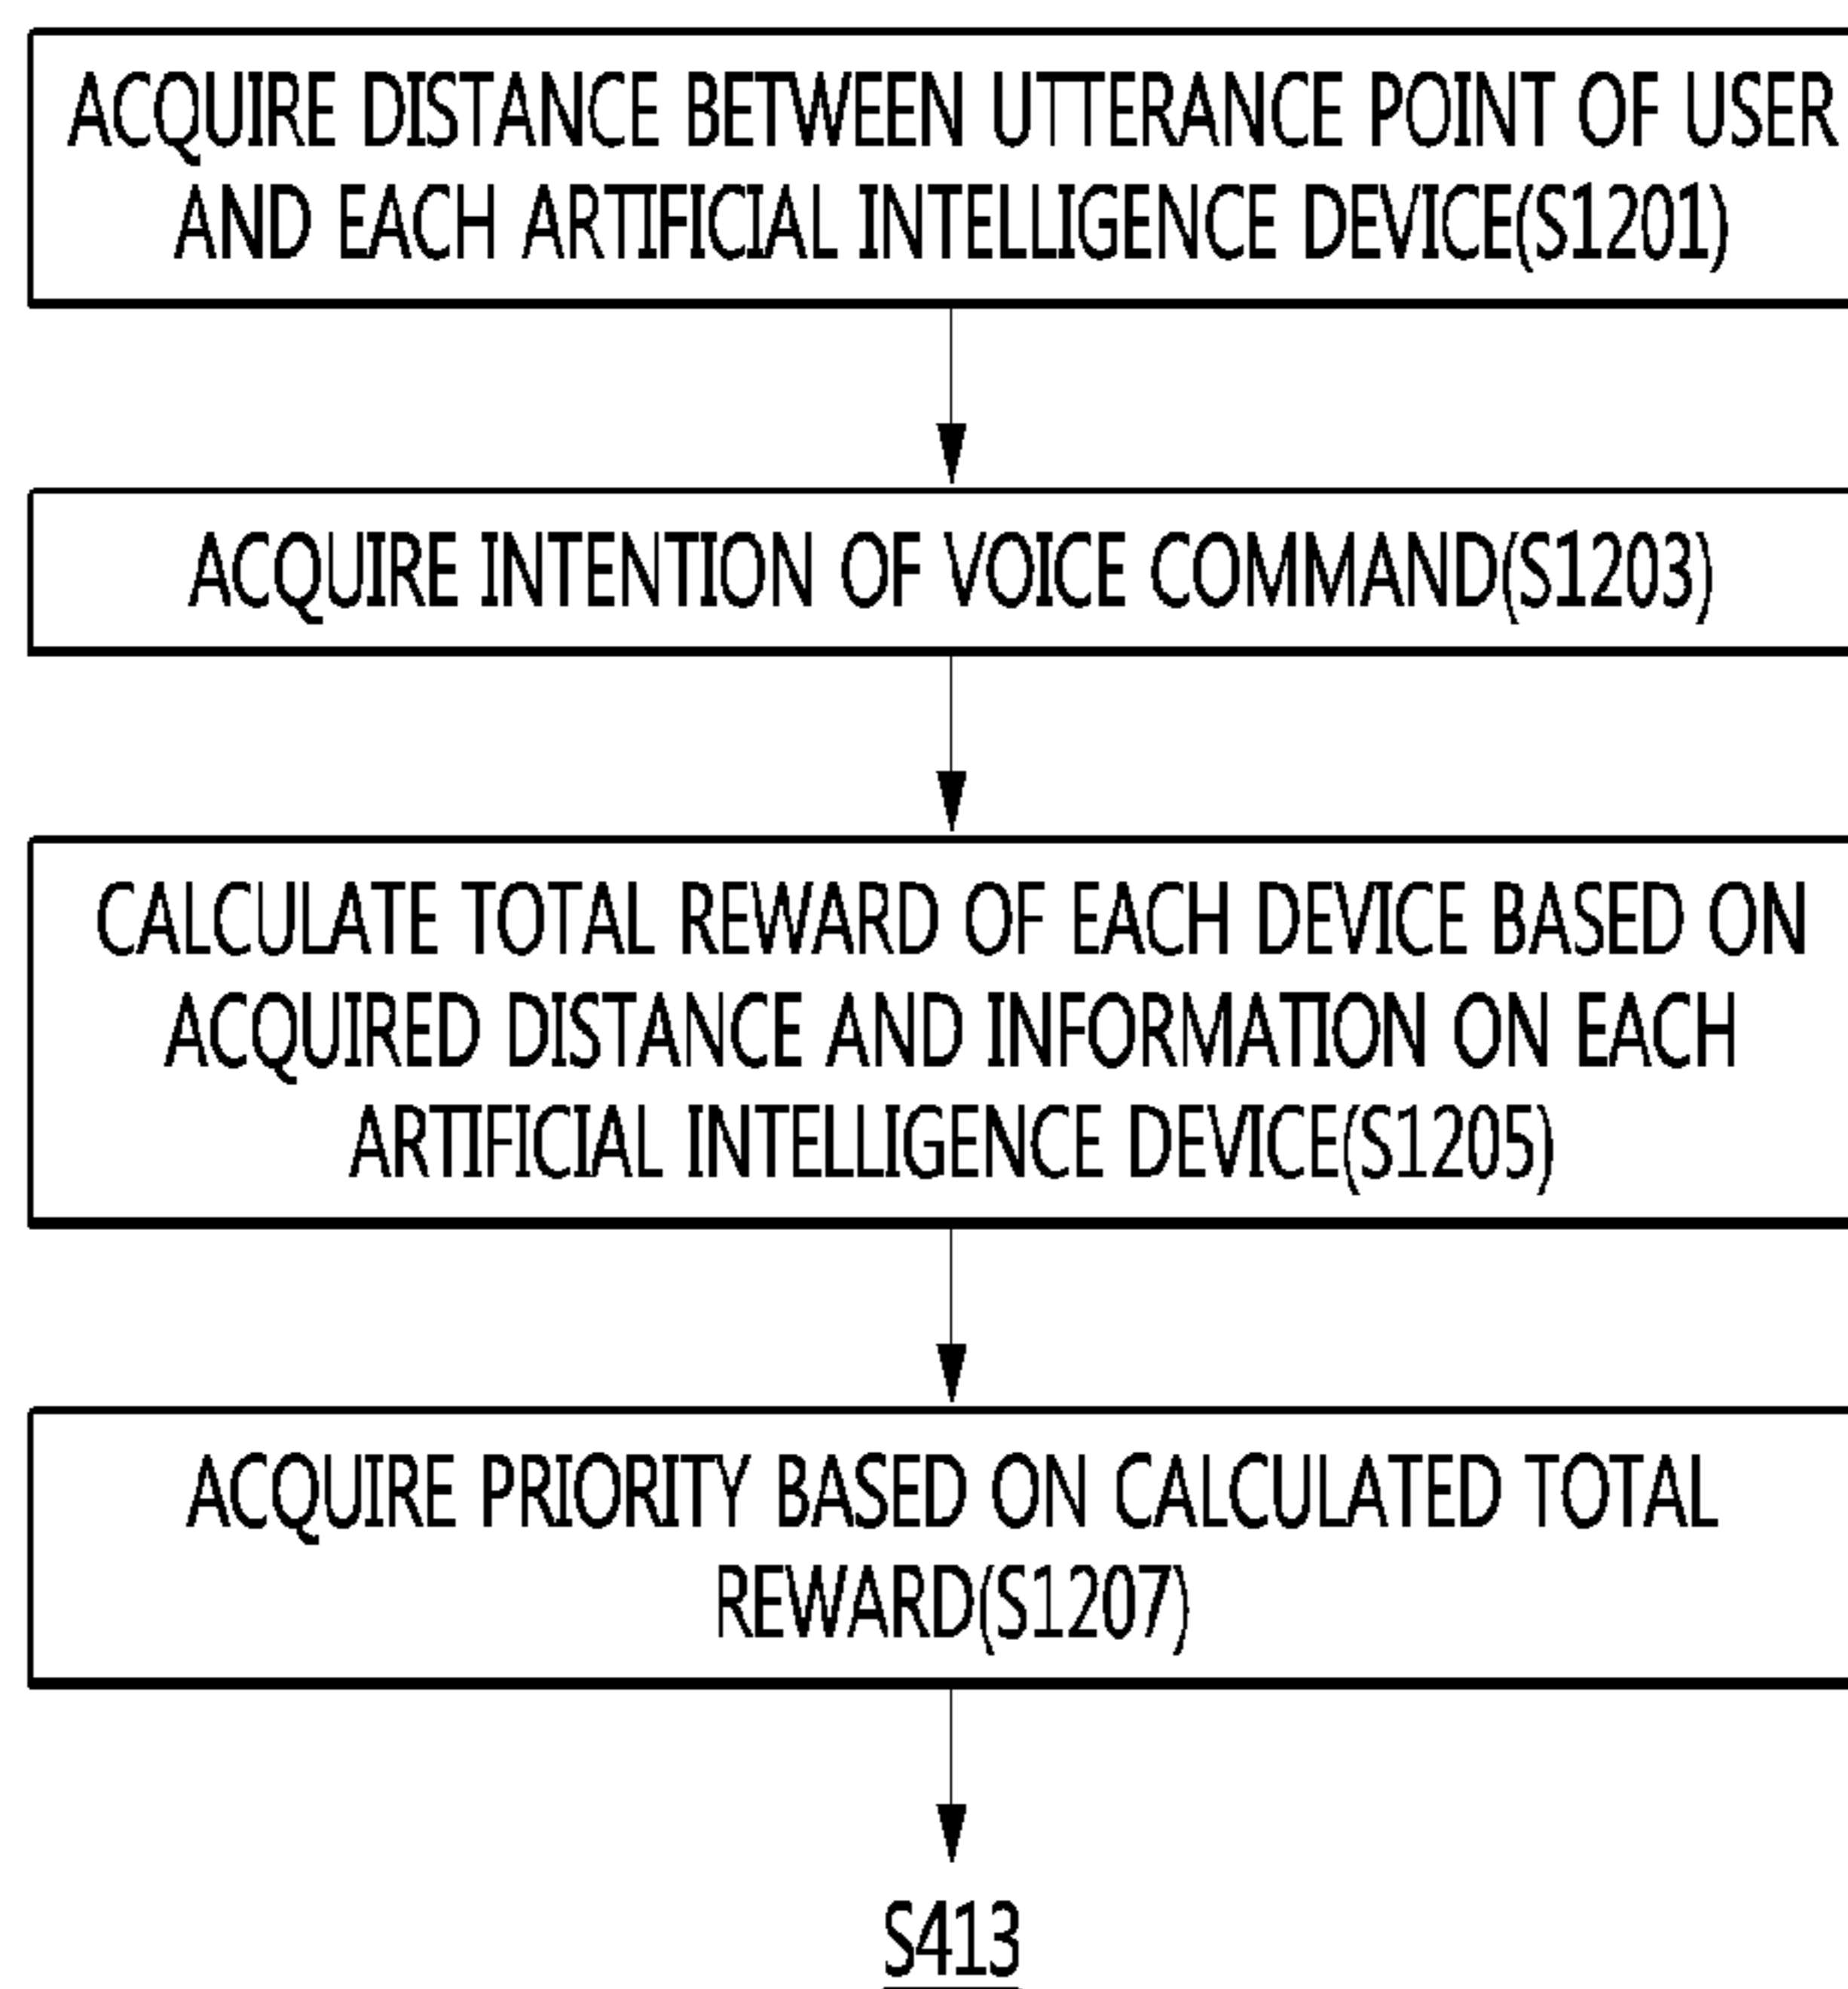 ACQUIRE DISTANCE BETWEEN UTTERANCE POINT OF USER
AND EACH ARTIFICIAL INTELLIGENCE DEVICE(S1201)
ACQUIRE INTENTION OF VOICE COMMAND(S1203)
CALCULATE TOTAL REWARD OF EACH DEVICE BASED ON
ACQUIRED DISTANCE AND INFORMATION ON EACH
ARTIFICIAL INTELLIGENCE DEVICE(S1205)
ACQUIRE PRIORITY BASED ON CALCULATED TOTAL
REWARD(S1207)
S413